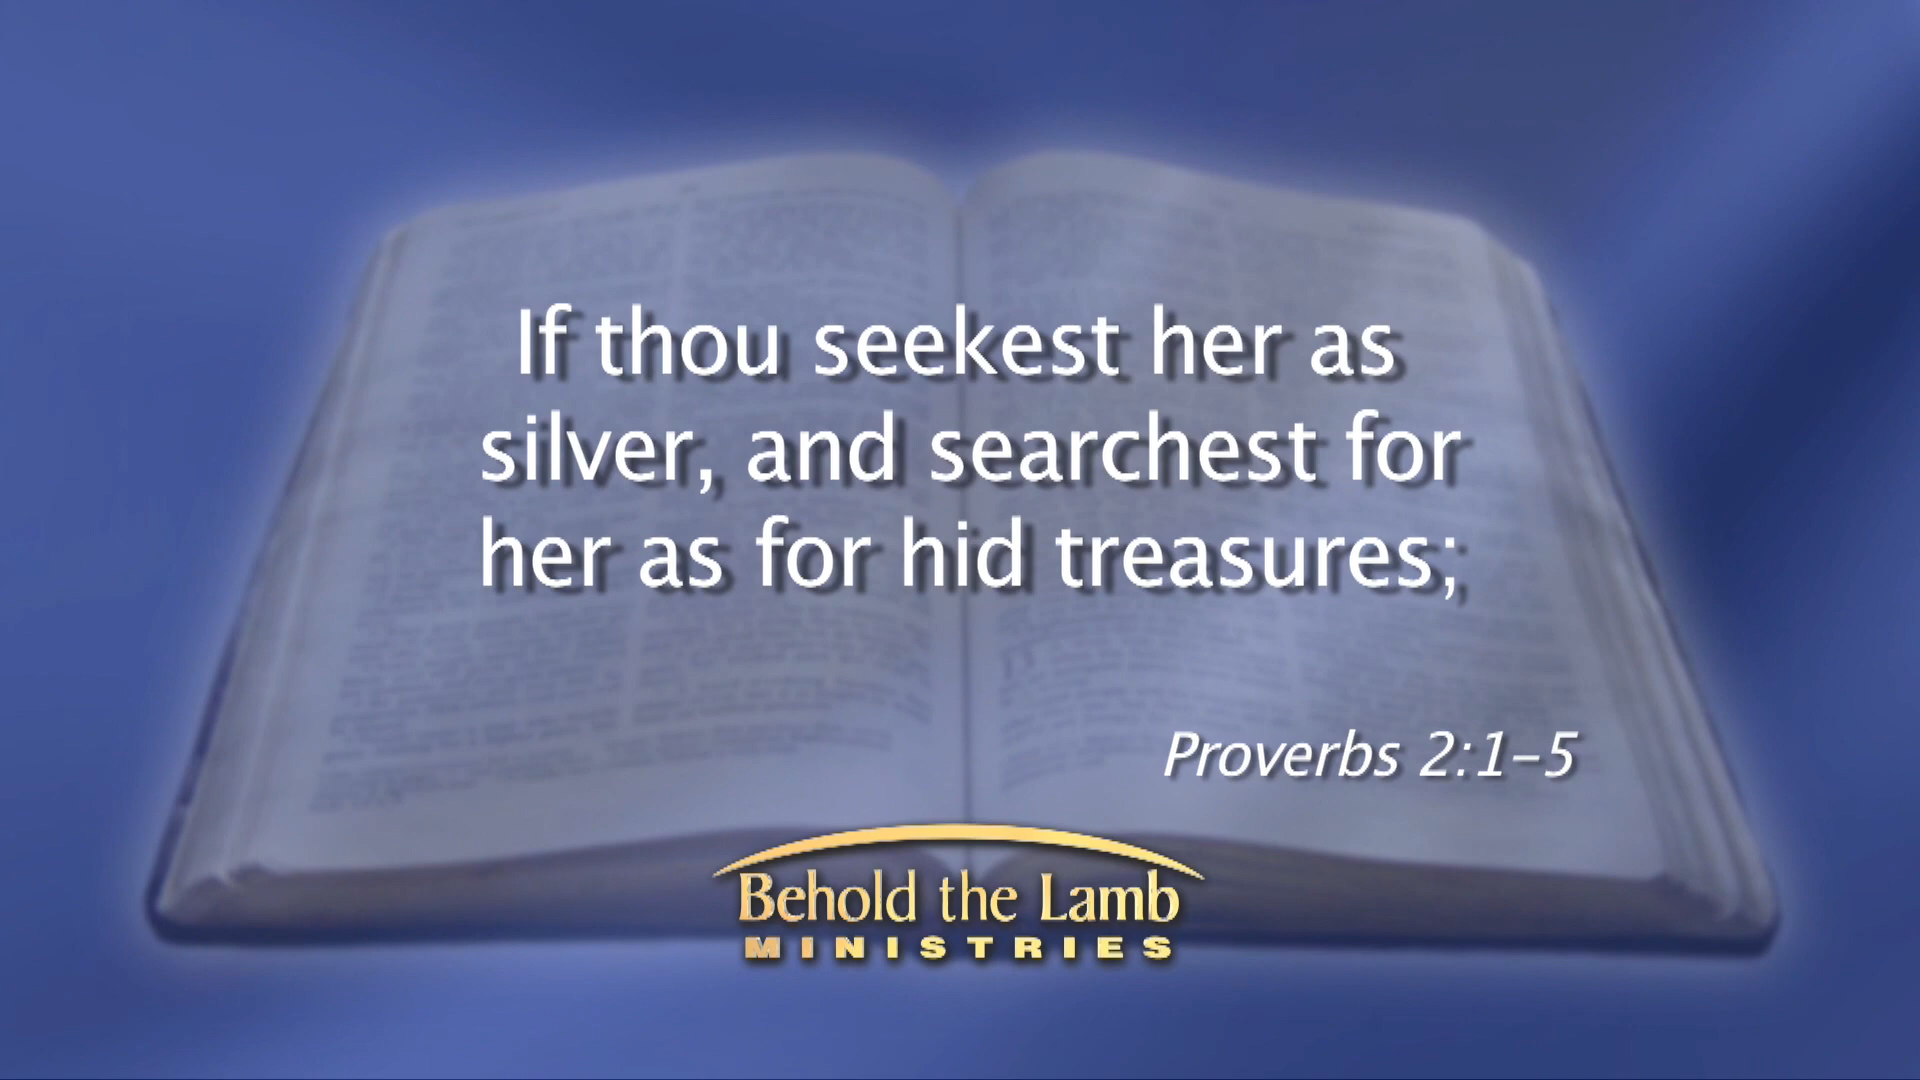 If thou seekest her as
silver, and searchest for
her as for hid treasures;
Proverbs 2:1–5
Behold the Lamb
MINISTRIES